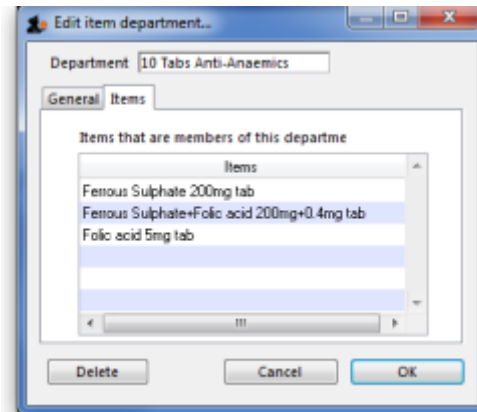 Edit item department...
Department 10 Tabs Anti-Anaemics
General Items
Items that are members of this departme
Items
Ferrous Sulphate 200mg tab
Ferrous Sulphate+Folic acid 200mg+0.4mg tab
Folic acid 5mg tab
Delete Cancel OK